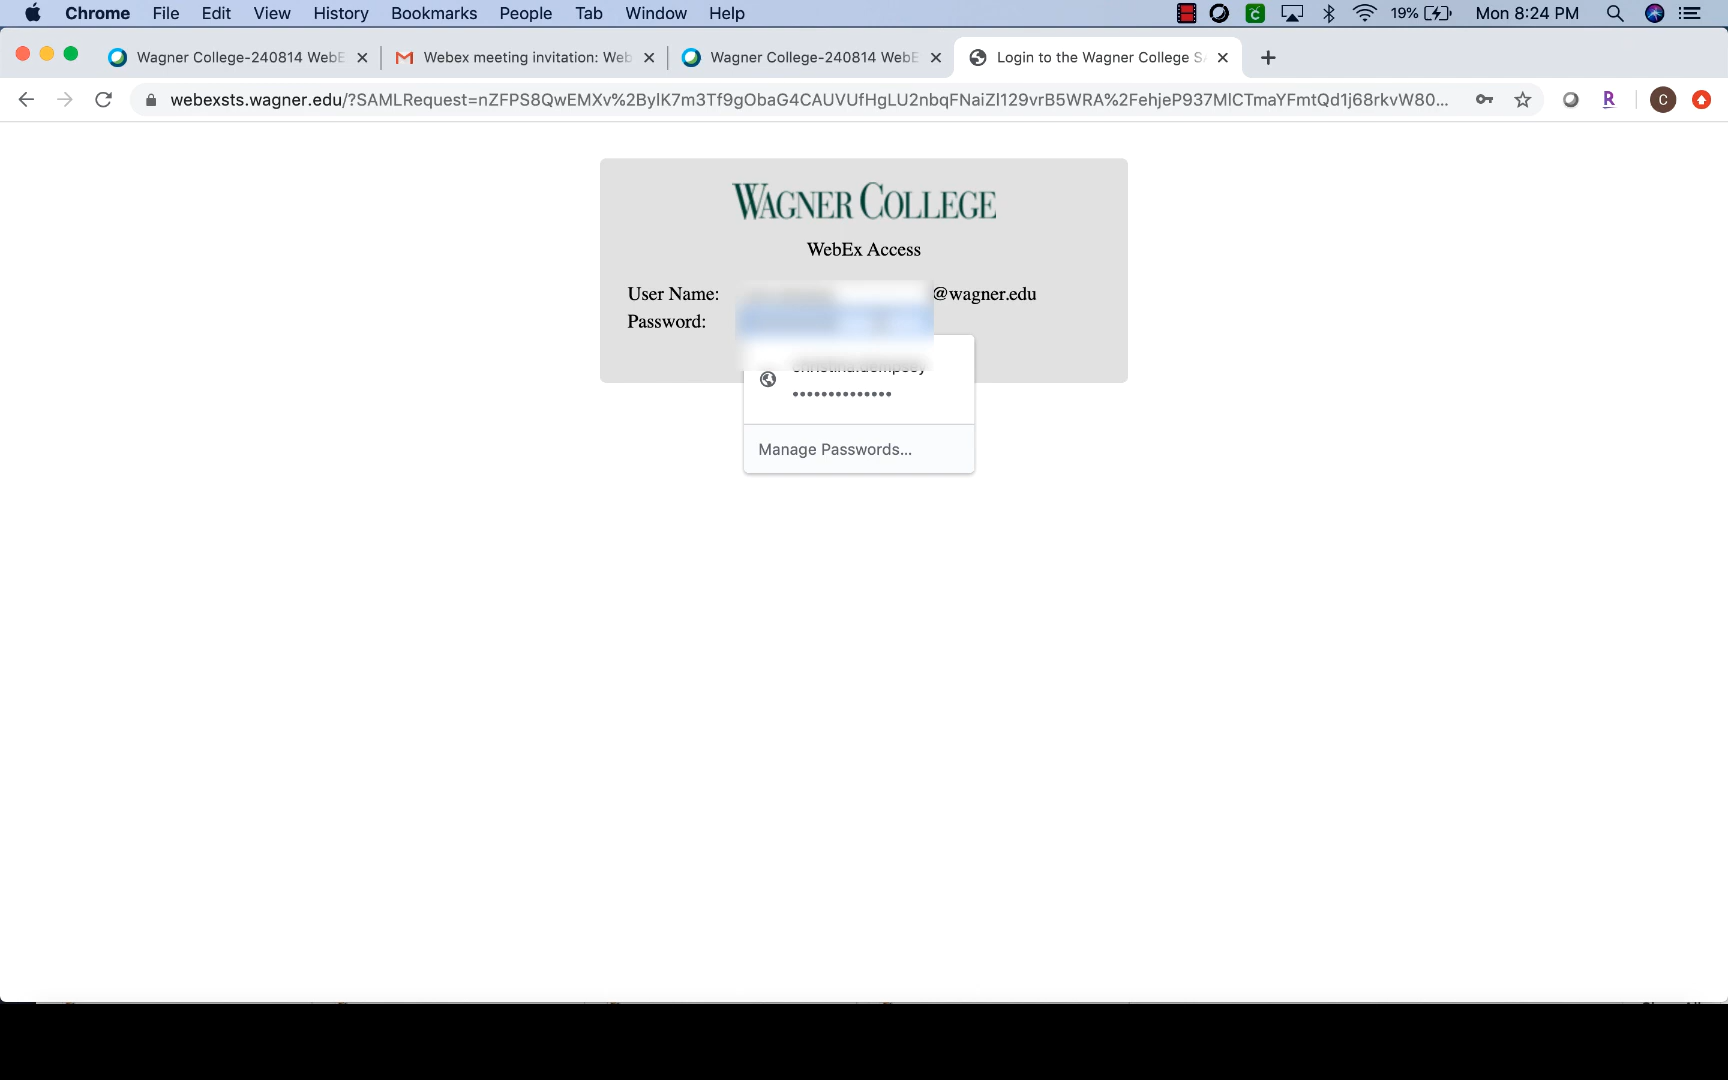 Chrome File Edit View History Bookmarks People Tab Window Help 19% Mon 8:24 PM
Wagner College-240814 WebE Webex meeting invitation: Web Wagner College-240814 WebE Login to the Wagner College S
webexsts.wagner.edu/?SAMLRequest=nZFPS8QwEMXv%2BylK7m3Tf9gObaG4CAUVUfHgLU2nbqFNaiZl129vrB5WRA%2FehjeP937MlCTmaYFmtQd1j68rkvW80... R C
WAGNER COLLEGE
WebEx Access
User Name: @wagner.edu
Password:
••••••••••••••
Manage Passwords...